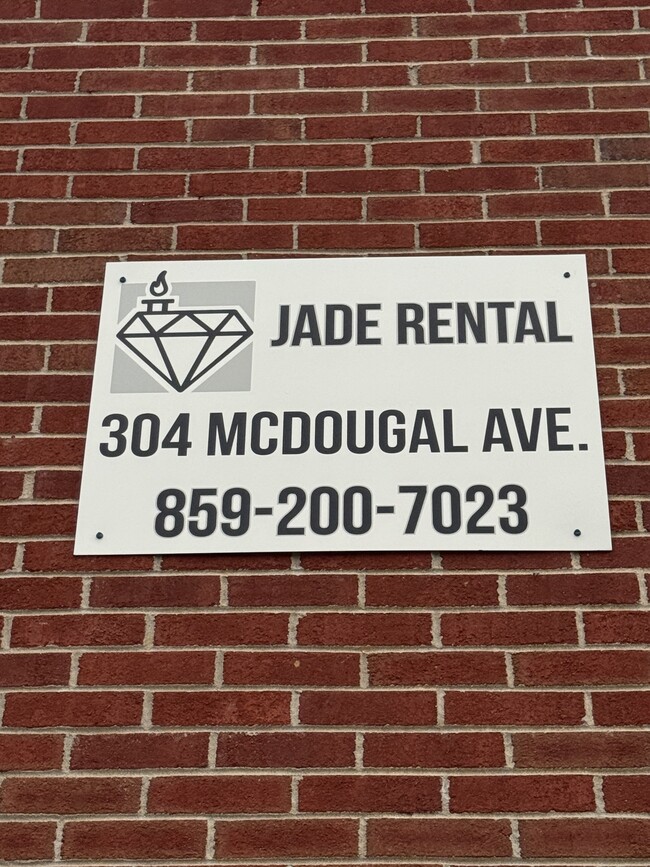 JADE RENTAL
304 MCDOUGAL AVE.
859-200-7023